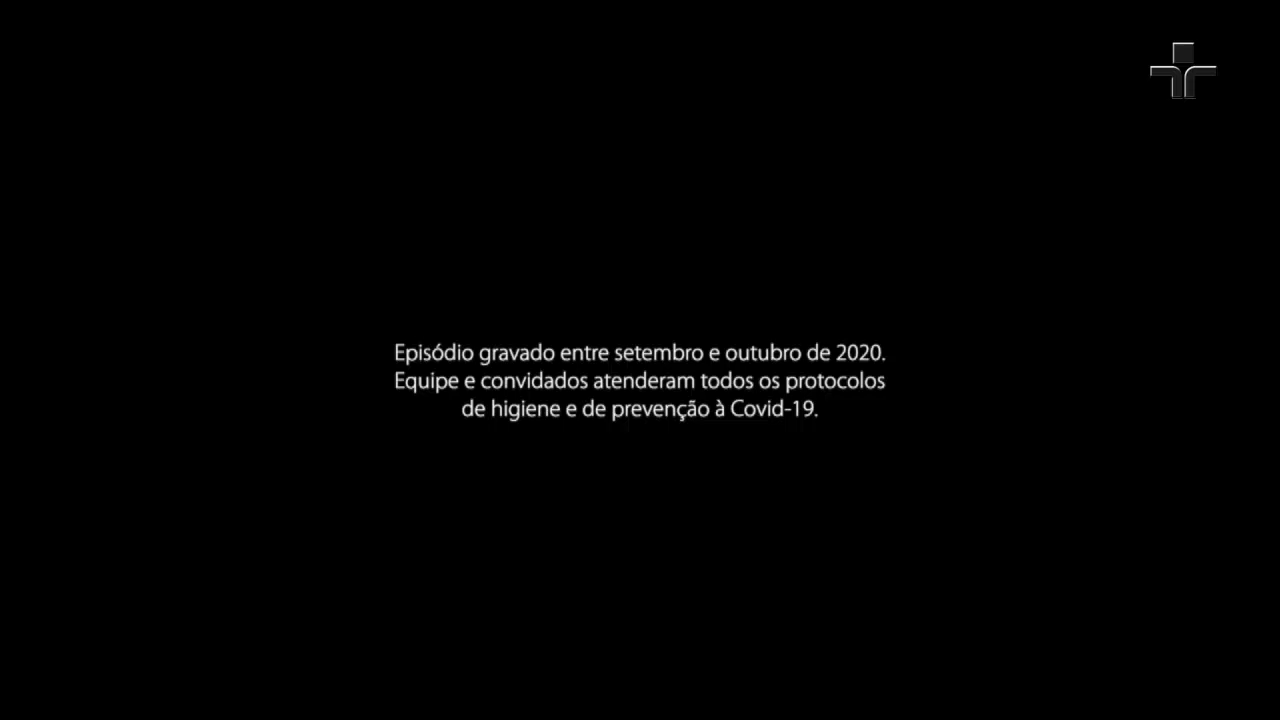 Episódio gravado entre setembro e outubro de 2020.
Equipe e convidados atenderam todos os protocolos
de higiene e de prevenção à Covid-19.